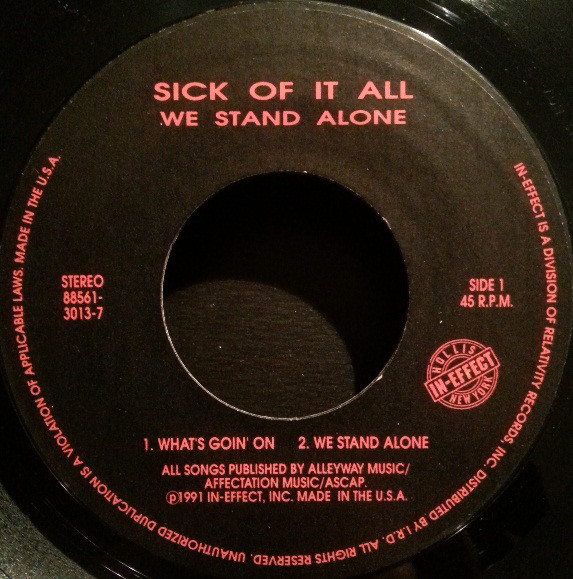 SICK OF IT ALL
WE STAND ALONE
STEREO
88561-
3013-7
SIDE 1
45 R.P.M.
HOLLIS
IN-EFFECT
NEW YORK
1. WHAT'S GOIN' ON 2. WE STAND ALONE
ALL SONGS PUBLISHED BY ALLEYWAY MUSIC/
AFFECTATION MUSIC/ASCAP.
℗1991 IN-EFFECT, INC. MADE IN THE U.S.A.
IN-EFFECT IS A DIVISION OF RELATIVITY RECORDS, INC. DISTRIBUTED BY I.R.D. ALL RIGHTS RESERVED. UNAUTHORIZED DUPLICATION IS A VIOLATION OF APPLICABLE LAWS. MADE IN THE U.S.A.